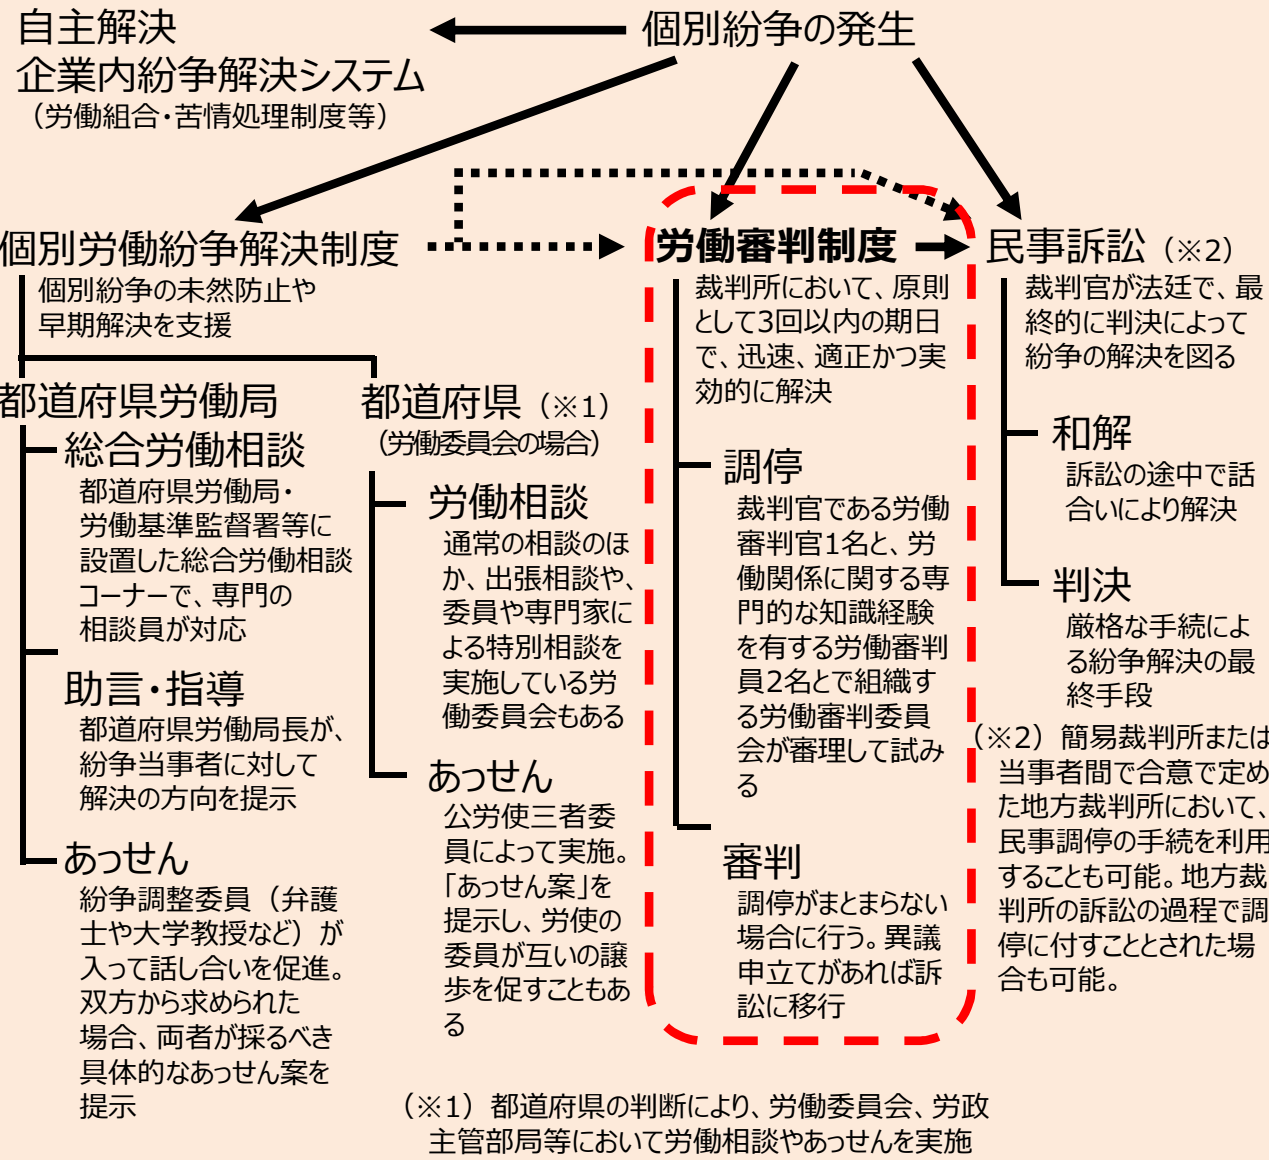 自主解決
企業内紛争解決システム
（労働組合・苦情処理制度等）
個別紛争の発生
個別労働紛争解決制度
個別紛争の未然防止や
早期解決を支援
都道府県労働局
総合労働相談
都道府県労働局・
労働基準監督署等に
設置した総合労働相談
コーナーで、専門の
相談員が対応
助言・指導
都道府県労働局長が、
紛争当事者に対して
解決の方向を提示
あっせん
紛争調整委員（弁護
士や大学教授など）が
入って話し合いを促進。
双方から求められた
場合、両者が採るべき
具体的なあっせん案を
提示
都道府県（※1）
（労働委員会の場合）
労働相談
通常の相談のほ
か、出張相談や、
委員や専門家に
よる特別相談を
実施している労
働委員会もある
あっせん
公労使三者委
員によって実施。
「あっせん案」を
提示し、労使の
委員が互いの譲
歩を促すこともあ
る
労働審判制度
裁判所において、原則
として3回以内の期日
で、迅速、適正かつ実
効的に解決
調停
裁判官である労働
審判官1名と、労
働関係に関する専
門的な知識経験
を有する労働審判
員2名とで組織す
る労働審判委員
会が審理して試み
る
審判
調停がまとまらない
場合に行う。異議
申立てがあれば訴
訟に移行
民事訴訟（※2）
裁判官が法廷で、最
終的に判決によって
紛争の解決を図る
和解
訴訟の途中で話
合いにより解決
判決
厳格な手続によ
る紛争解決の最
終手段
（※2）簡易裁判所または
当事者間で合意で定め
た地方裁判所において、
民事調停の手続を利用
することも可能。地方裁
判所の訴訟の過程で調
停に付すこととされた場
合も可能。
（※1）都道府県の判断により、労働委員会、労政
主管部局等において労働相談やあっせんを実施